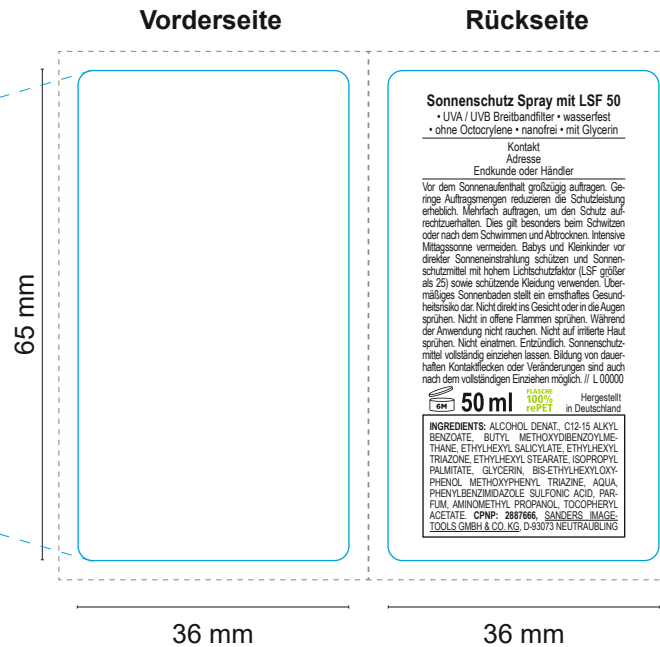 Vorderseite
Rückseite
65 mm
Sonnenschutz Spray mit LSF 50
• UVA / UVB Breitbandfilter • wasserfest
• ohne Octocrylene • nanofrei • mit Glycerin
Kontakt
Adresse
Endkunde oder Händler
Vor dem Sonnenaufenthalt großzügig auftragen. Ge-
ringe Auftragsmengen reduzieren die Schutzleistung
erheblich. Mehrfach auftragen, um den Schutz auf-
rechtzuerhalten. Dies gilt besonders beim Schwitzen
oder nach dem Schwimmen und Abtrocknen. Intensive
Mittagssonne vermeiden. Babys und Kleinkinder vor
direkter Sonneneinstrahlung schützen und Sonnen-
schutzmittel mit hohem Lichtschutzfaktor (LSF größer
als 25) sowie schützende Kleidung verwenden. Über-
mäßiges Sonnenbaden stellt ein ernsthaftes Gesund-
heitsrisiko dar. Nicht direkt ins Gesicht oder in die Augen
sprühen. Nicht in offene Flammen sprühen. Während
der Anwendung nicht rauchen. Nicht auf irritierte Haut
sprühen. Nicht einatmen. Entzündlich. Sonnenschutz-
mittel vollständig einziehen lassen. Bildung von dauer-
haften Kontaktflecken oder Veränderungen sind auch
nach dem vollständigen Einziehen möglich. // L 00000
6M
50 ml
FLASCHE
100%
rePET
Hergestellt
in Deutschland
INGREDIENTS: ALCOHOL DENAT., C12-15 ALKYL
BENZOATE, BUTYL METHOXYDIBENZOYLME-
THANE, ETHYLHEXYL SALICYLATE, ETHYLHEXYL
TRIAZONE, ETHYLHEXYL STEARATE, ISOPROPYL
PALMITATE, GLYCERIN, BIS-ETHYLHEXYLOXY-
PHENOL METHOXYPHENYL TRIAZINE, AQUA,
PHENYLBENZIMIDAZOLE SULFONIC ACID, PAR-
FUM, AMINOMETHYL PROPANOL, TOCOPHERYL
ACETATE. CPNP: 2887666, SANDERS IMAGE-
TOOLS GMBH & CO. KG, D-93073 NEUTRAUBLING
36 mm
36 mm